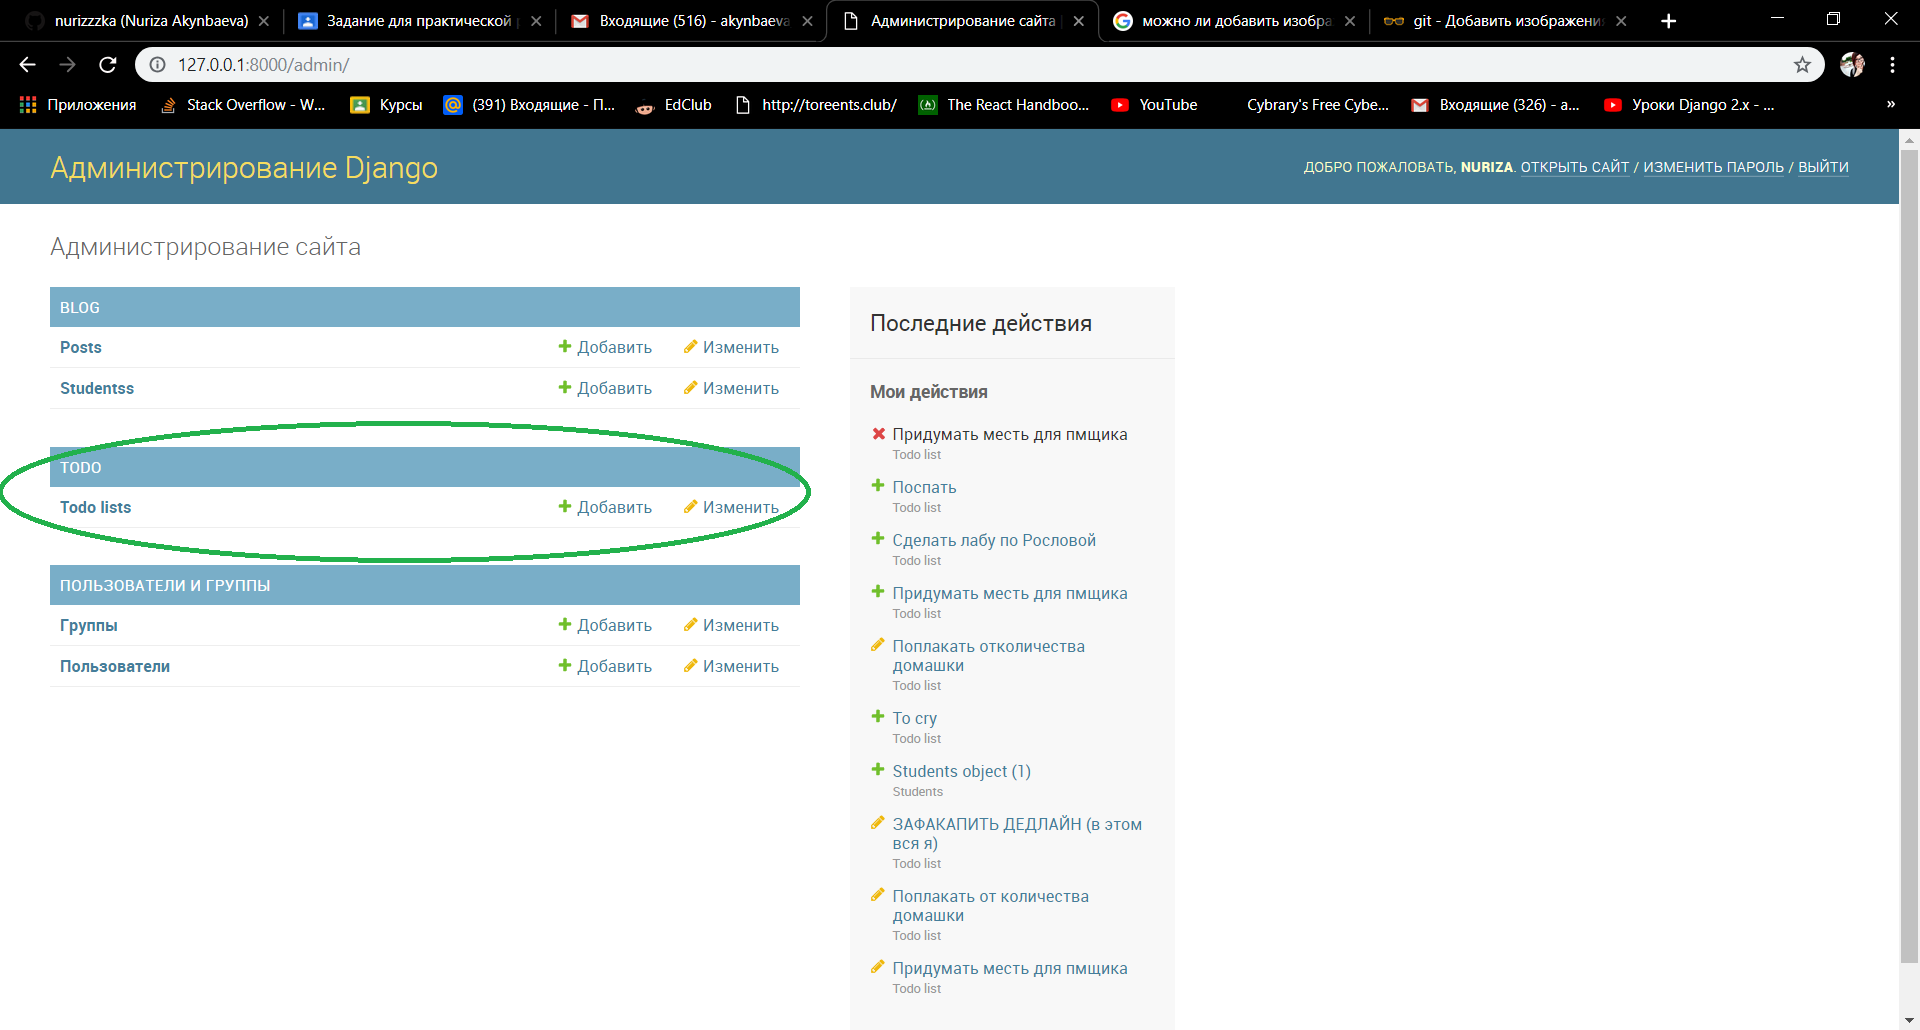 nurizzzka (Nuriza Akynbaeva)
Задание для практической
Входящие (516) - akynbaeva
Администрирование сайта
можно ли добавить изобра
git - Добавить изображени
127.0.0.1:8000/admin/
Приложения
Stack Overflow - W...
Курсы
(391) Входящие - П...
EdClub
http://toreents.club/
The React Handboo...
YouTube
Cybrary's Free Cybe...
Входящие (326) - a...
Уроки Django 2.x - ...
»
Администрирование Django
ДОБРО ПОЖАЛОВАТЬ, NURIZA. ОТКРЫТЬ САЙТ / ИЗМЕНИТЬ ПАРОЛЬ / ВЫЙТИ
Администрирование сайта
BLOG
Posts Добавить Изменить
Studentss Добавить Изменить
TODO
Todo lists Добавить Изменить
ПОЛЬЗОВАТЕЛИ И ГРУППЫ
Группы Добавить Изменить
Пользователи Добавить Изменить
Последние действия
Мои действия
Придумать месть для пмщика
Todo list
Поспать
Todo list
Сделать лабу по Рословой
Todo list
Придумать месть для пмщика
Todo list
Поплакать отколичества
домашки
Todo list
To cry
Todo list
Students object (1)
Students
ЗАФАКАПИТЬ ДЕДЛАЙН (в этом
вся я)
Todo list
Поплакать от количества
домашки
Todo list
Придумать месть для пмщика
Todo list